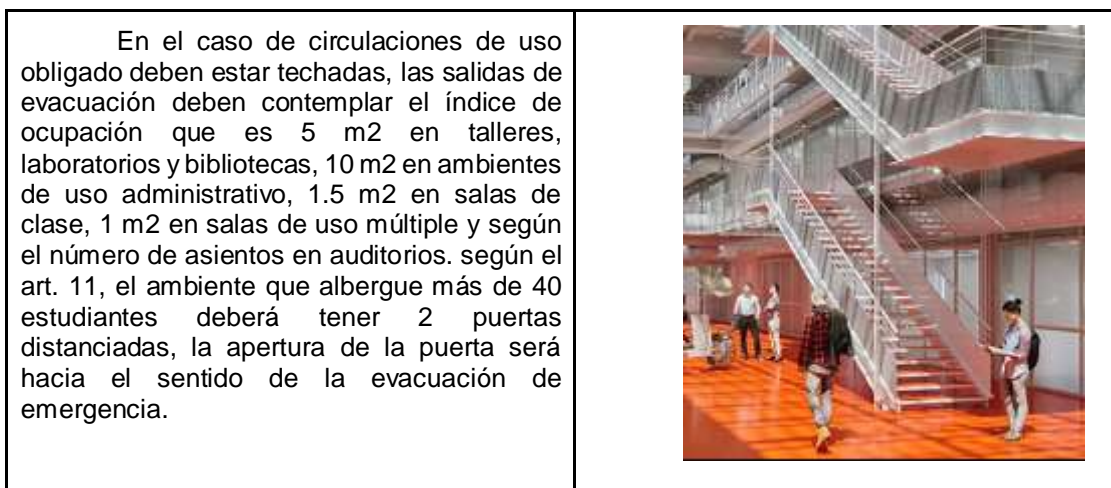 En el caso de circulaciones de uso
obligado deben estar techadas, las salidas de
evacuación deben contemplar el índice de
ocupación que es 5 m2 en talleres,
laboratorios y bibliotecas, 10 m2 en ambientes
de uso administrativo, 1.5 m2 en salas de
clase, 1 m2 en salas de uso múltiple y según
el número de asientos en auditorios. según el
art. 11, el ambiente que albergue más de 40
estudiantes deberá tener 2 puertas
distanciadas, la apertura de la puerta será
hacia el sentido de la evacuación de
emergencia.